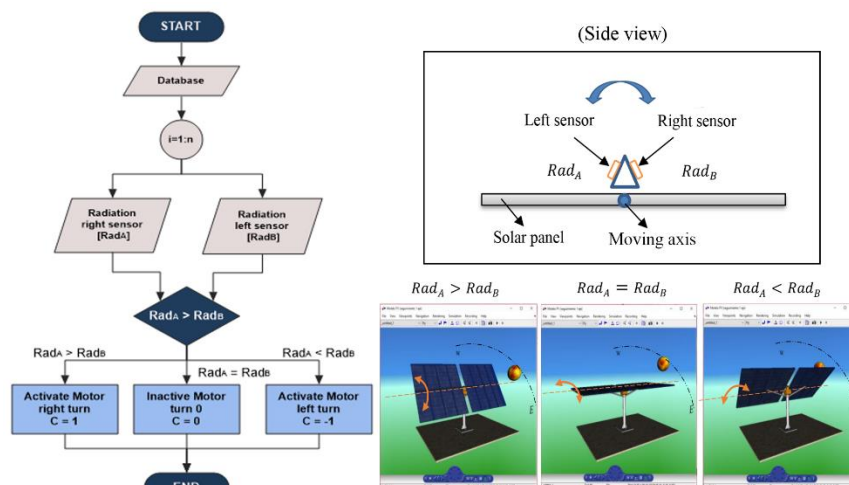 START
Database
i=1:n
Radiation
right sensor
[RadA]
Radiation
left sensor
[RadB]
RadA > RadB
RadA > RadB
RadA = RadB
RadA < RadB
Activate Motor
right turn
C = 1
Inactive Motor
turn 0
C = 0
Activate Motor
left turn
C = -1
END
(Side view)
Left sensor
Right sensor
RadA
RadB
Solar panel
Moving axis
RadA > RadB
RadA = RadB
RadA < RadB
E
E
E